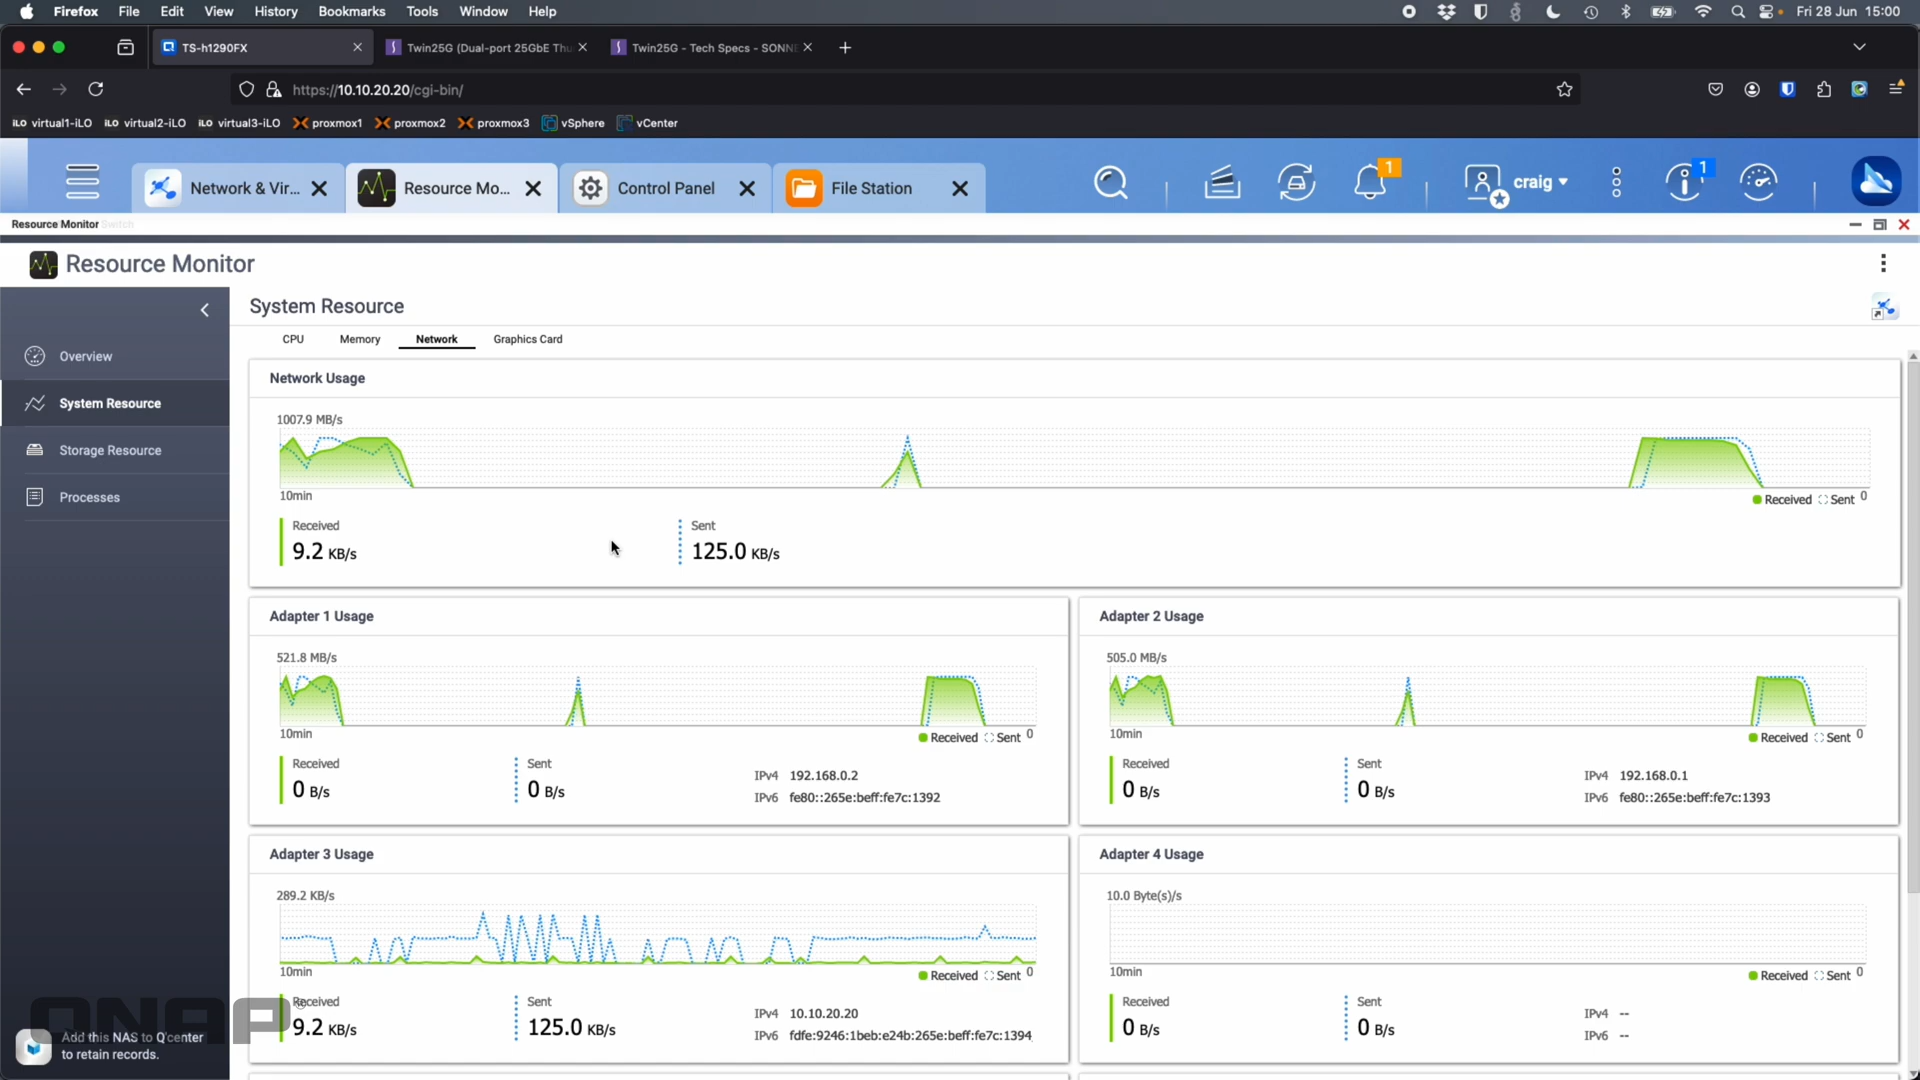 Firefox File Edit View History Bookmarks Tools Window Help Fri 28 Jun 15:00
TS-h1290FX Twin25G (Dual-port 25GbE Thu Twin25G - Tech Specs - SONN
https://10.10.20.20/cgi-bin/
iLO virtual1-iLO iLO virtual2-iLO iLO virtual3-iLO proxmox1 proxmox2 proxmox3 vSphere vCenter
Network & Vir... Resource Mo... Control Panel File Station 1 craig 1
Resource Monitor Switch
Resource Monitor
System Resource
CPU Memory Network Graphics Card
Overview
System Resource
Storage Resource
Processes
Network Usage
1007.9 MB/s
10min
Received Sent 0
Received Sent
9.2 KB/s 125.0 KB/s
Adapter 1 Usage
521.8 MB/s
10min
Received Sent 0
Received Sent
0 B/s 0 B/s
IPv4 192.168.0.2
IPv6 fe80::265e:beff:fe7c:1392
Adapter 2 Usage
505.0 MB/s
10min
Received Sent 0
Received Sent
0 B/s 0 B/s
IPv4 192.168.0.1
IPv6 fe80::265e:beff:fe7c:1393
Adapter 3 Usage
289.2 KB/s
10min
Received Sent 0
Received Sent
9.2 KB/s 125.0 KB/s
IPv4 10.10.20.20
IPv6 fdfe:9246:1beb:e24b:265e:beff:fe7c:1394
Adapter 4 Usage
10.0 Byte(s)/s
10min
Received Sent 0
Received Sent
0 B/s 0 B/s
IPv4 --
IPv6 --
QNAP
Add this NAS to Q'center
to retain records.